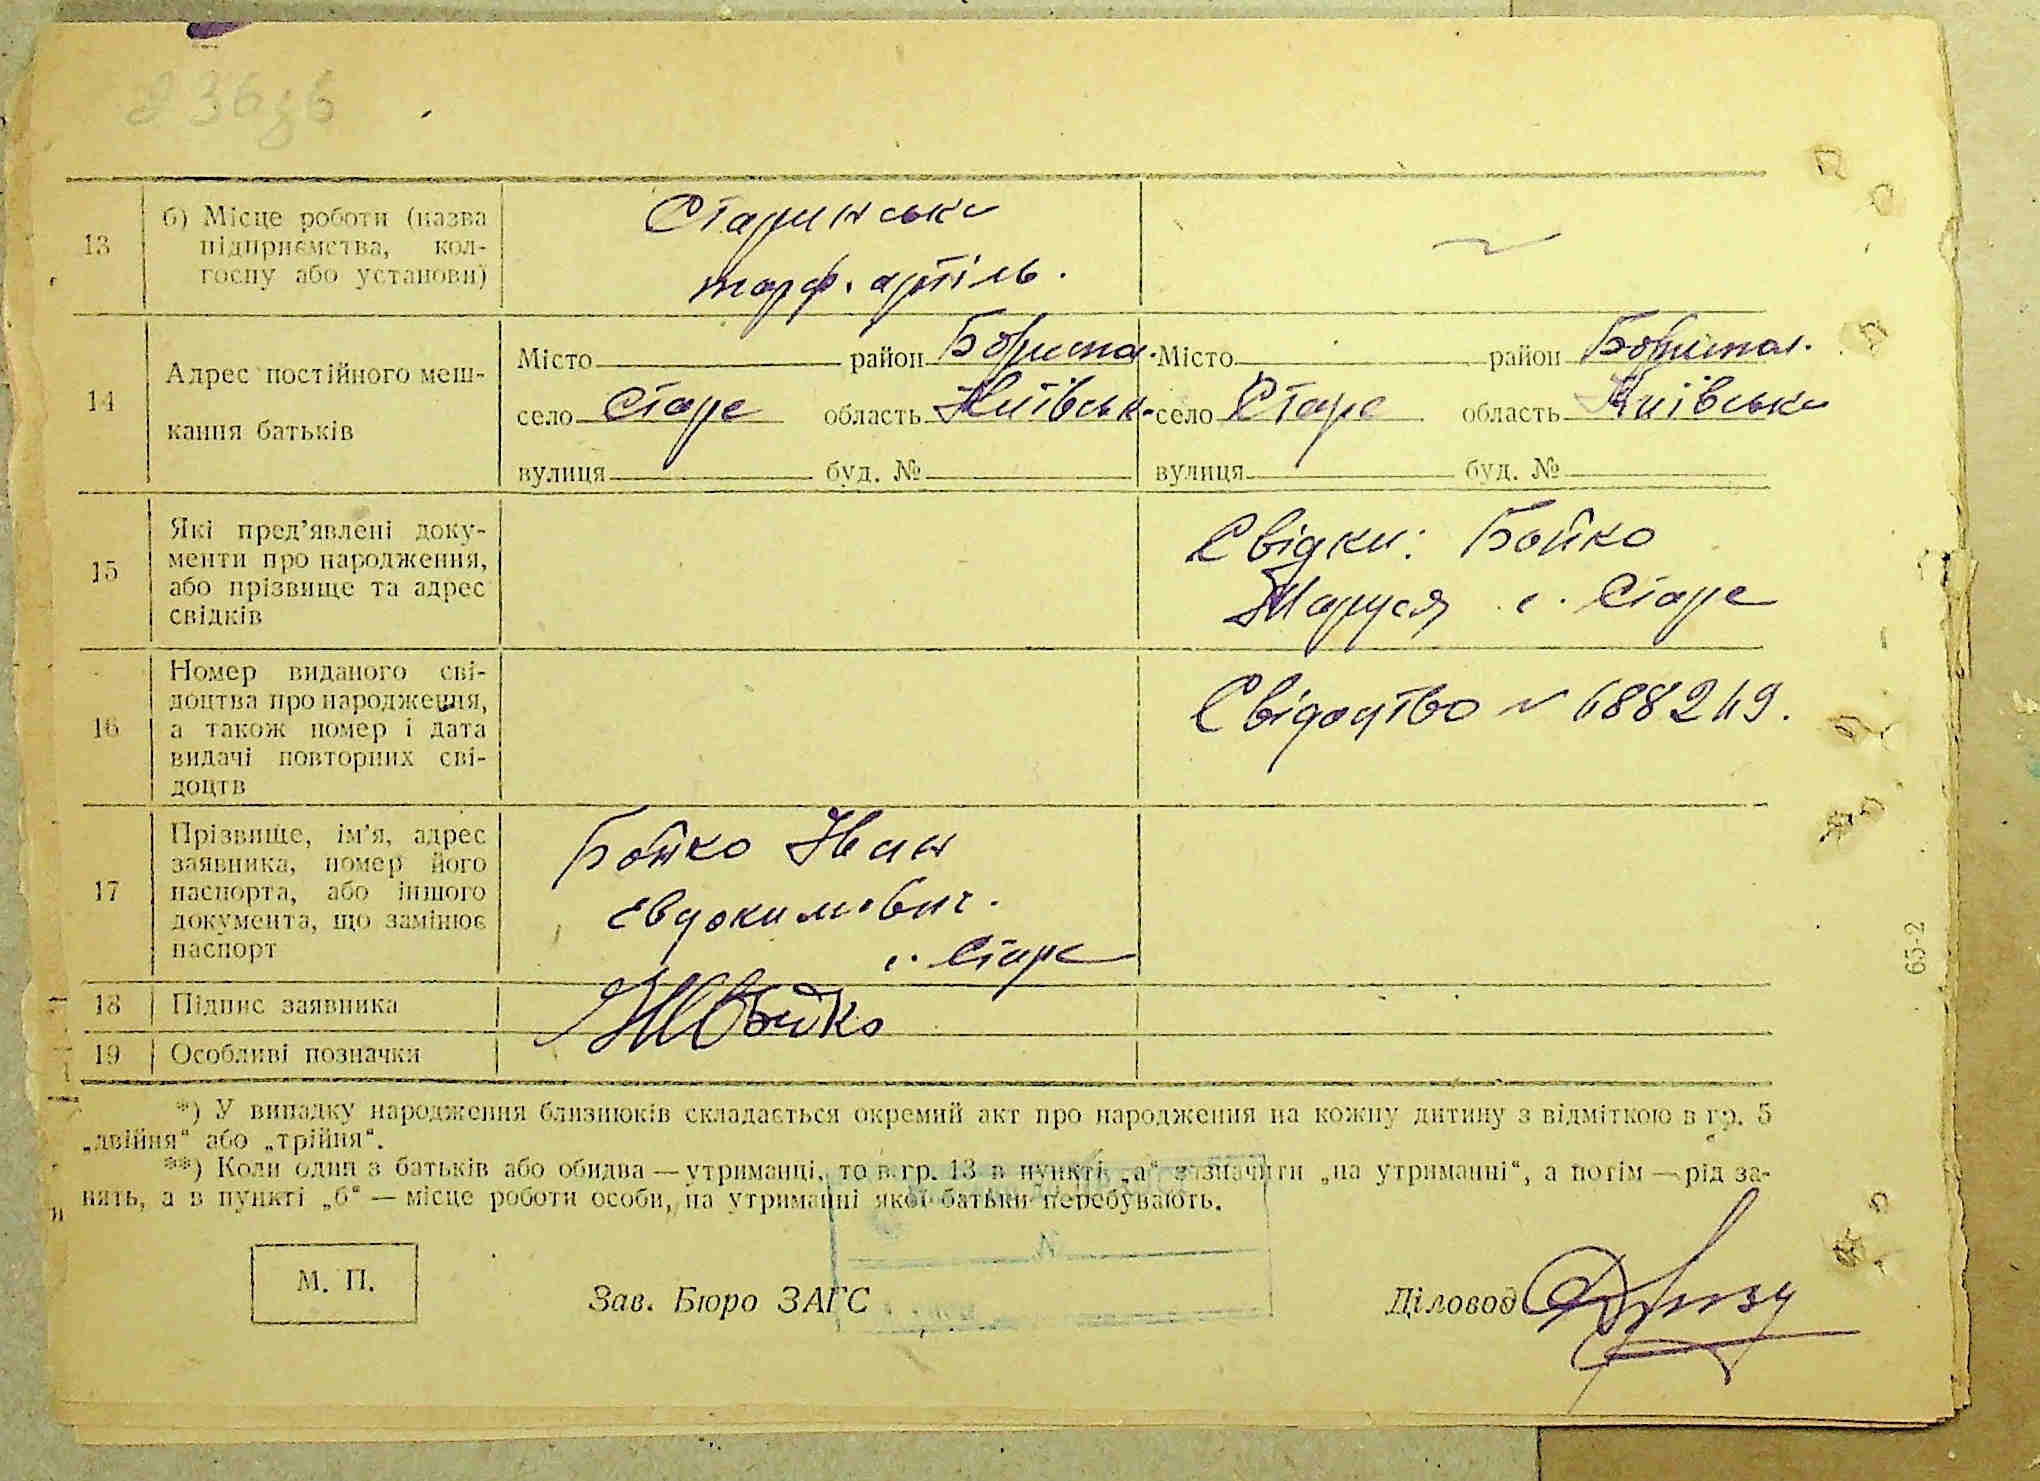 236зв
13
б) Місце роботи (назва
підприємства, кол-
госпу або установи)
Старинська
торф. артіль.
~
14
Адрес постійного меш-
кання батьків
Місто район Бориспол. Місто район Бориспол.
село Старе область Київськ. село Старе область Київська
вулиця буд. № вулиця буд. №
15
Які пред'явлені доку-
менти про народження,
або прізвище та адрес
свідків
Свідки: Бойко
Маруся с. Старе
16
Номер виданого сві-
доцтва про народження,
а також номер і дата
видачі повторних сві-
доцтв
Свідоцтво №
17
Прізвище, ім'я, адрес
заявника, номер його
паспорта, або іншого
документа, що замінює
паспорт
Бойко Іван
Евдокимович.
с. Старе
18 Підпис заявника Бойко
19 Особливі позначки
*) У випадку народження близнюків складається окремий акт про народження на кожну дитину з відміткою в гр. 5
„двійня“ або „трійня“.
**) Коли один з батьків або обидва — утриманці, то в гр. 13 в пункті „а“ зазначити „на утриманні“, а потім — рід за-
нять, а в пункті „б“ — місце роботи особи, на утриманні якої батьки перебувають.
М. П.
Зав. Бюро ЗАГС
Діловод
65-2